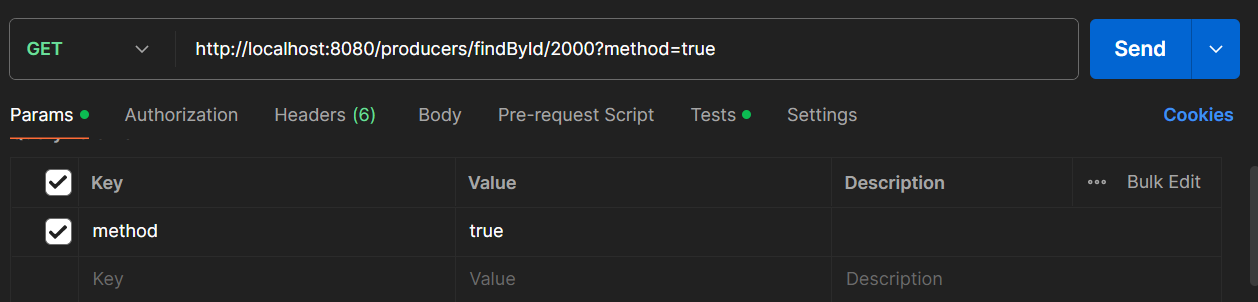 GET http://localhost:8080/producers/findById/2000?method=true Send
Params Authorization Headers (6) Body Pre-request Script Tests Settings Cookies
Key Value Description Bulk Edit
method true
Key Value Description